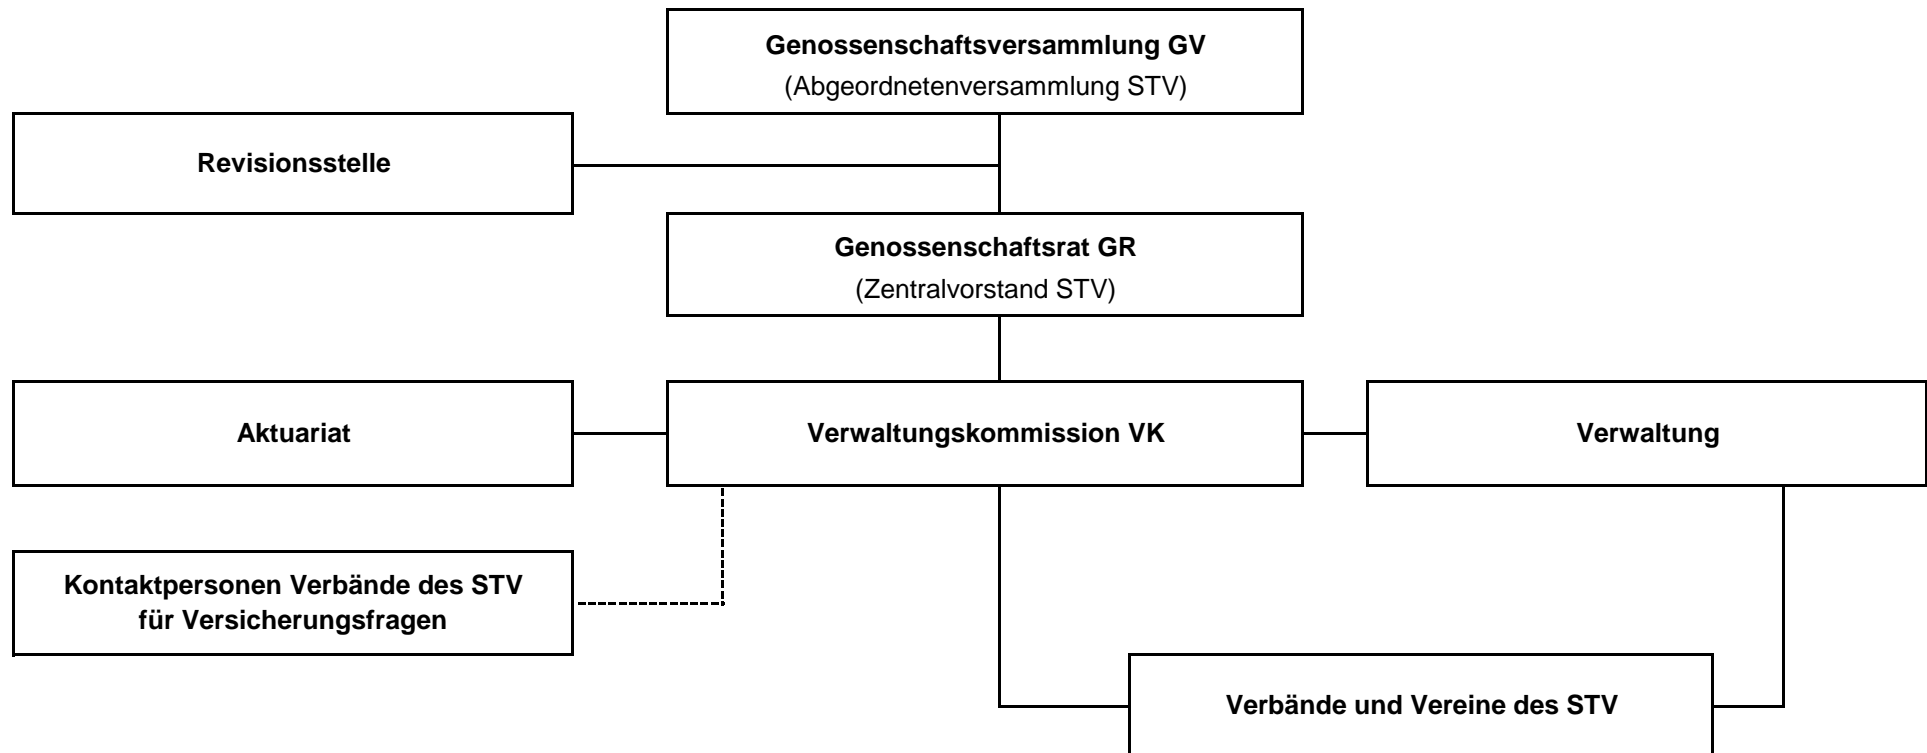 Genossenschaftsversammlung GV
(Abgeordnetenversammlung STV)
Revisionsstelle
Genossenschaftsrat GR
(Zentralvorstand STV)
Aktuariat
Verwaltungskommission VK
Verwaltung
Kontaktpersonen Verbände des STV
für Versicherungsfragen
Verbände und Vereine des STV